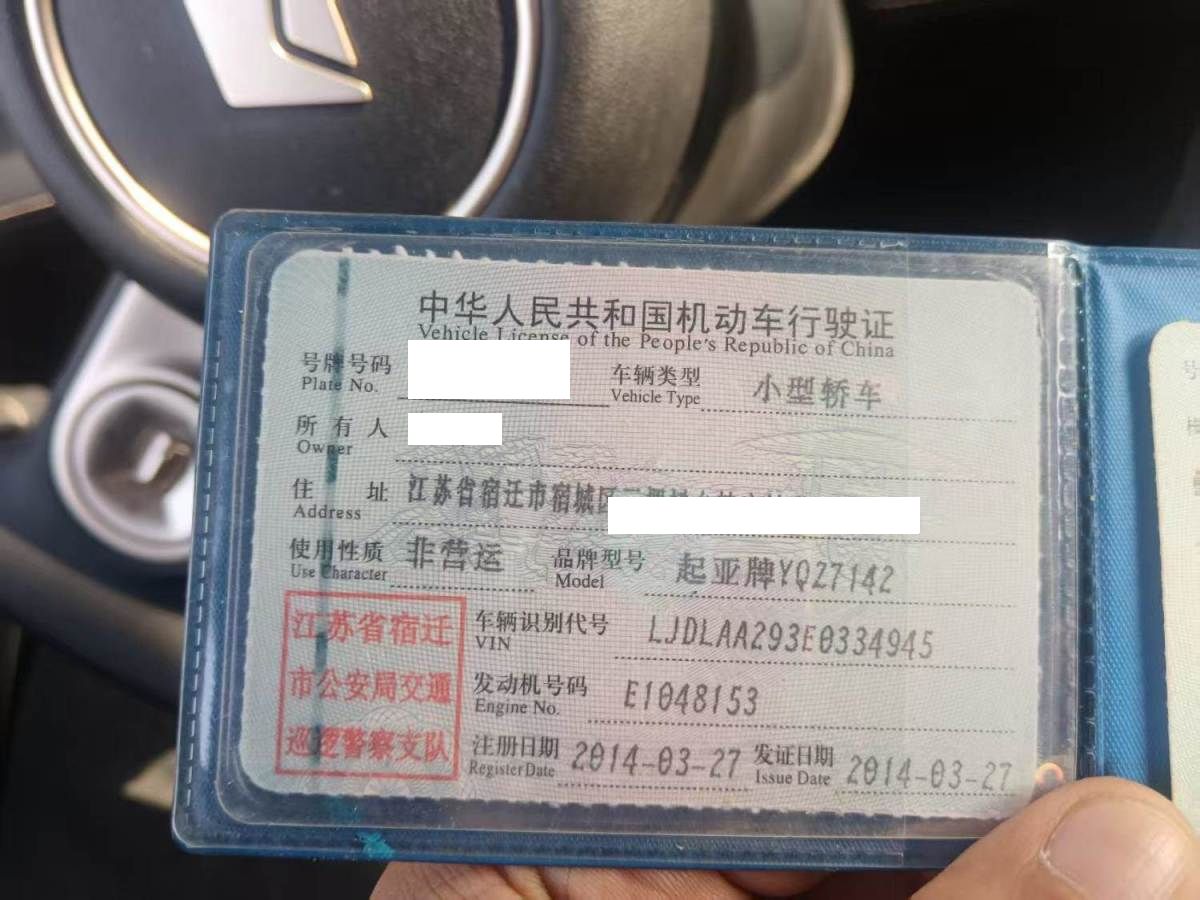 中华人民共和国机动车行驶证
Vehicle License of the People's Republic of China
号牌号码
Plate No.
车辆类型 小型轿车
Vehicle Type
所有人
Owner
住址 江苏省宿迁市宿城区
Address
使用性质 非营运
Use Character
品牌型号 起亚牌YQZ7142
Model
江苏省宿迁
市公安局交通
巡逻警察支队
车辆识别代号 LJDLAA293E0334945
VIN
发动机号码 E1048153
Engine No.
注册日期 2014-03-27
Register Date
发证日期 2014-03-27
Issue Date
号